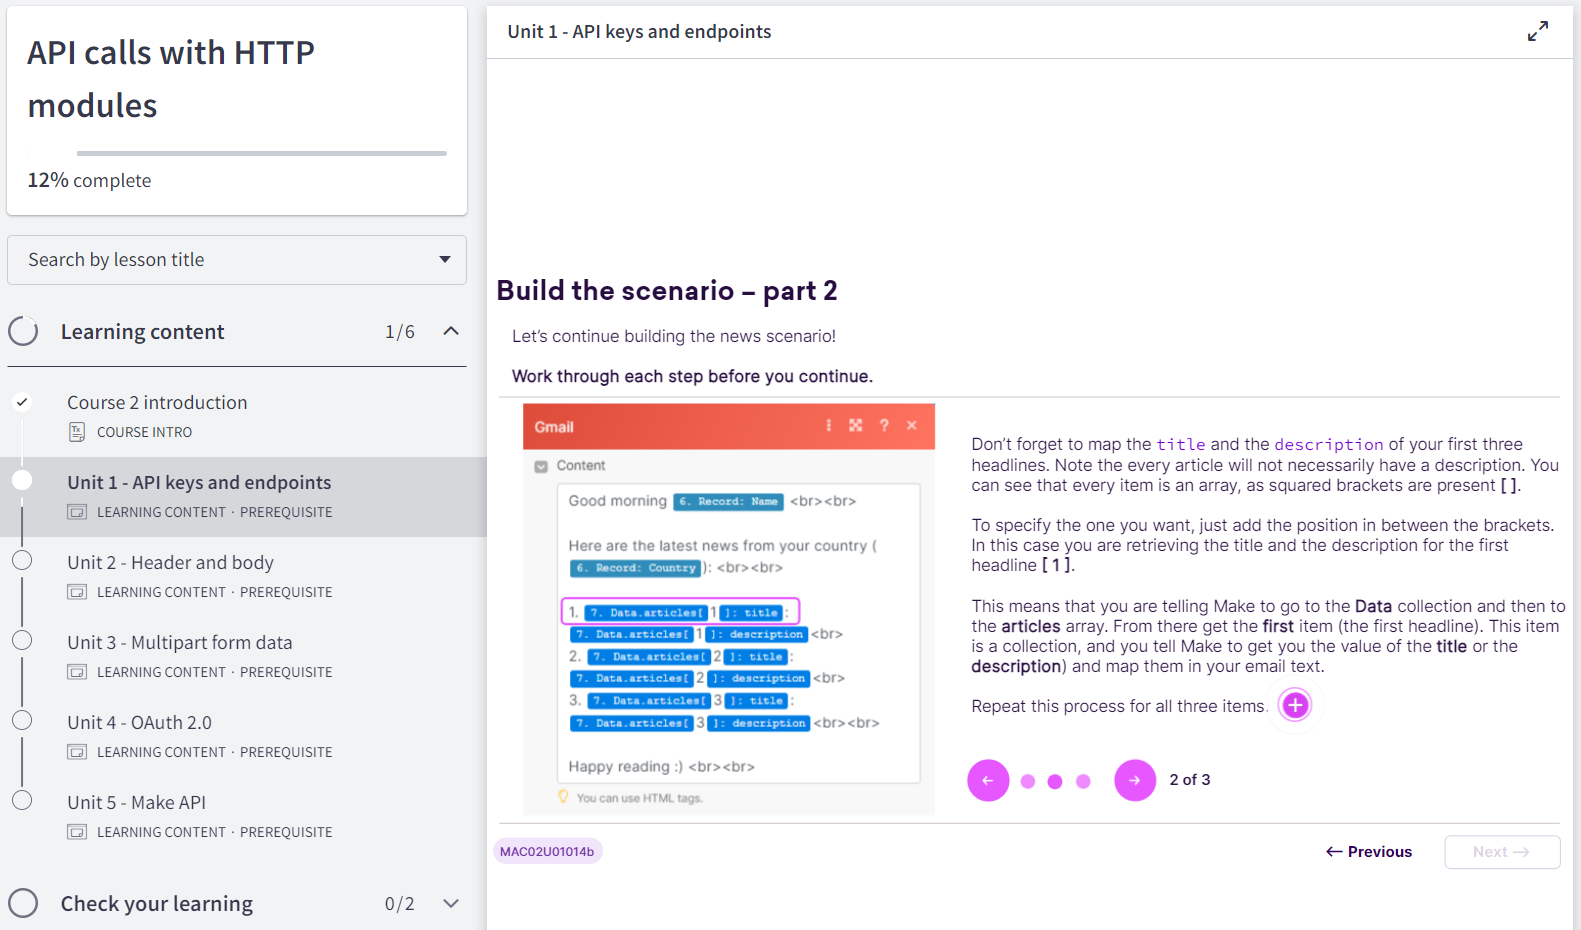 API calls with HTTP
modules
12% complete
Search by lesson title
Learning content 1/6
Course 2 introduction
Tx COURSE INTRO
Unit 1 - API keys and endpoints
LEARNING CONTENT · PREREQUISITE
Unit 2 - Header and body
LEARNING CONTENT · PREREQUISITE
Unit 3 - Multipart form data
LEARNING CONTENT · PREREQUISITE
Unit 4 - OAuth 2.0
LEARNING CONTENT · PREREQUISITE
Unit 5 - Make API
LEARNING CONTENT · PREREQUISITE
Check your learning 0/2
Unit 1 - API keys and endpoints
Build the scenario – part 2
Let's continue building the news scenario!
Work through each step before you continue.
Gmail
Content
Good morning 6. Record: Name <br><br>
Here are the latest news from your country (
6. Record: Country ): <br><br>
1. 7. Data.articles[ 1 ]: title :
7. Data.articles[ 1 ]: description <br>
2. 7. Data.articles[ 2 ]: title :
7. Data.articles[ 2 ]: description <br>
3. 7. Data.articles[ 3 ]: title :
7. Data.articles[ 3 ]: description <br><br>
Happy reading :) <br><br>
You can use HTML tags.
Don't forget to map the title and the description of your first three
headlines. Note the every article will not necessarily have a description. You
can see that every item is an array, as squared brackets are present [ ].
To specify the one you want, just add the position in between the brackets.
In this case you are retrieving the title and the description for the first
headline [ 1 ].
This means that you are telling Make to go to the Data collection and then to
the articles array. From there get the first item (the first headline). This item
is a collection, and you tell Make to get you the value of the title or the
description) and map them in your email text.
Repeat this process for all three items.
2 of 3
MAC02U01014b
← Previous
Next →